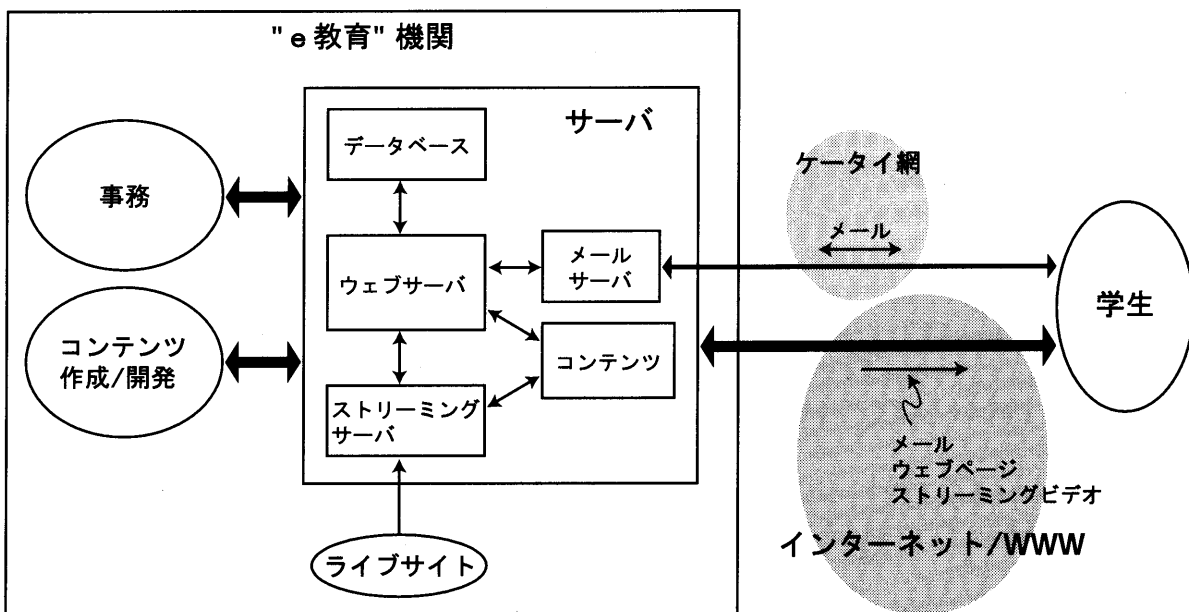 "e教育"機関
サーバ
データベース
事務
ウェブサーバ
メール
サーバ
コンテンツ
作成/開発
コンテンツ
ストリーミング
サーバ
ライブサイト
ケータイ網
メール
学生
メール
ウェブページ
ストリーミングビデオ
インターネット/WWW